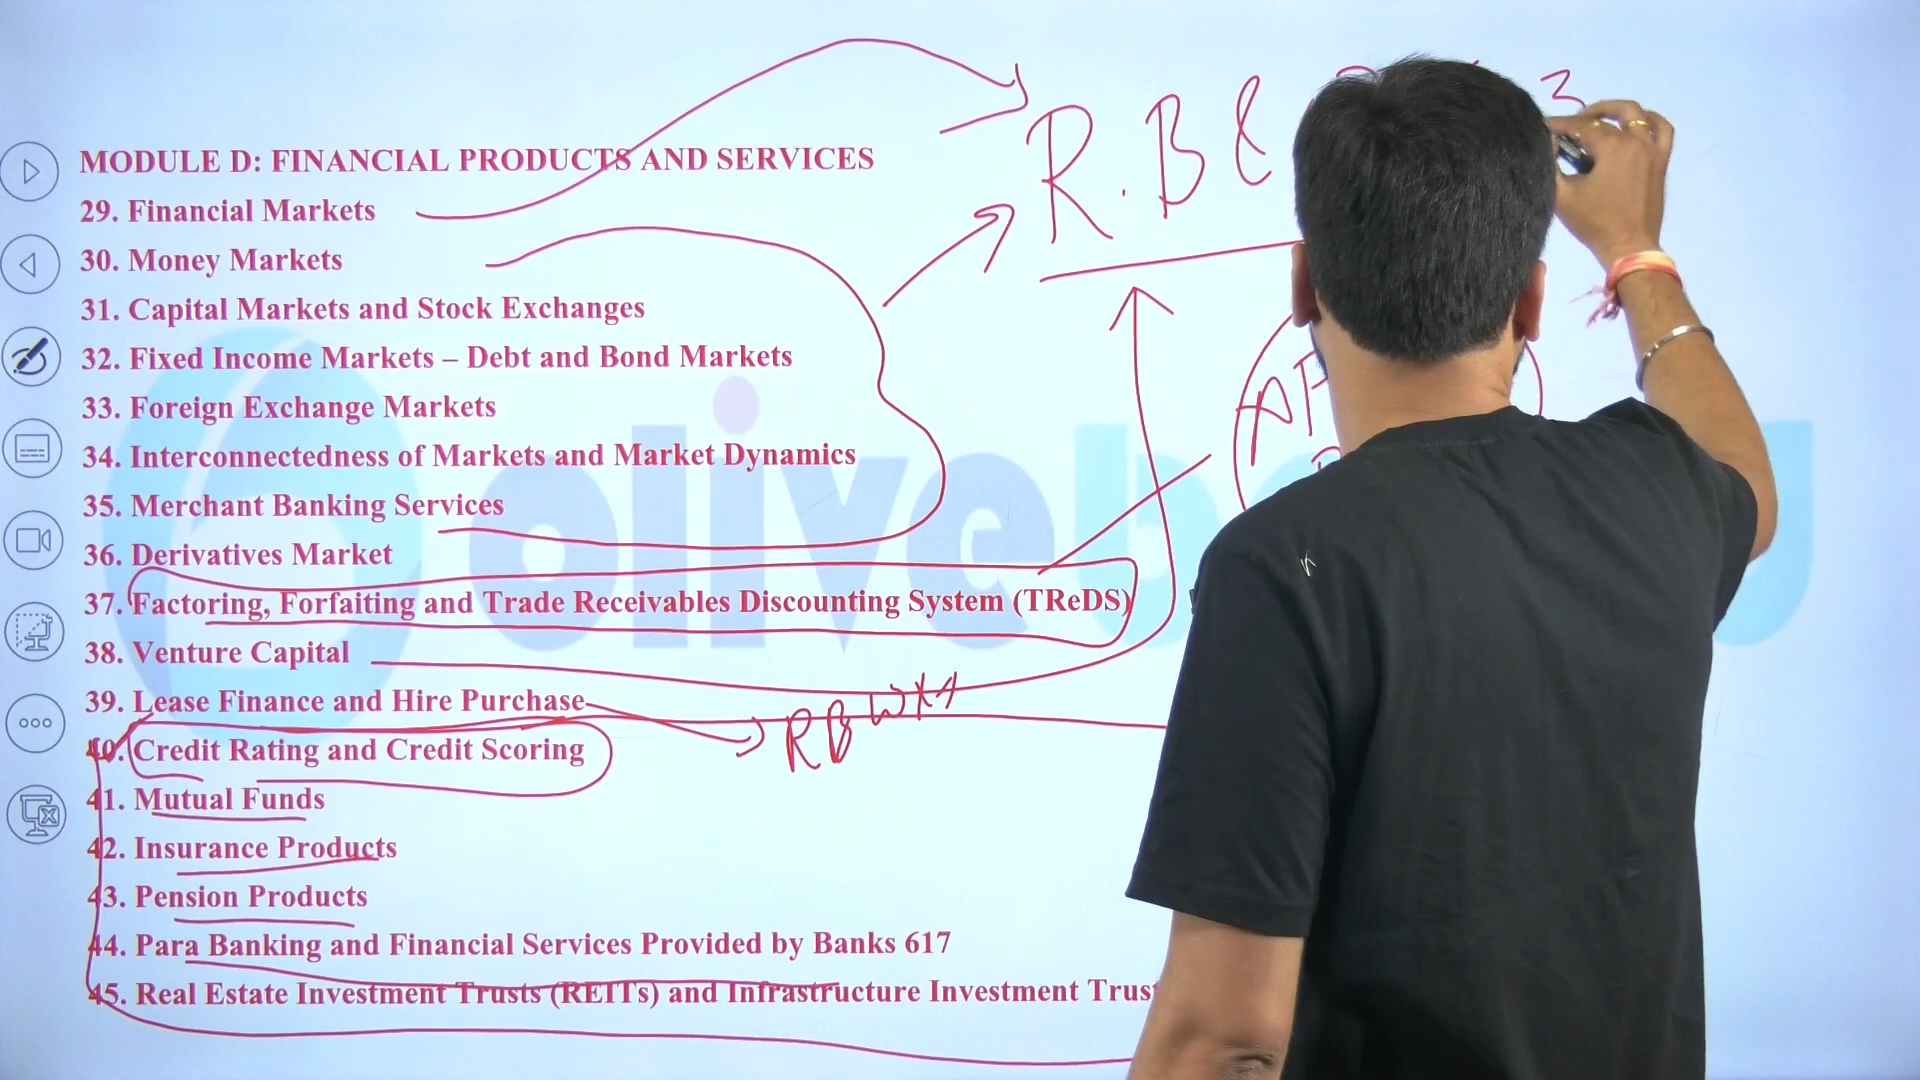 MODULE D: FINANCIAL PRODUCTS AND SERVICES
29. Financial Markets
30. Money Markets
31. Capital Markets and Stock Exchanges
32. Fixed Income Markets – Debt and Bond Markets
33. Foreign Exchange Markets
34. Interconnectedness of Markets and Market Dynamics
35. Merchant Banking Services
36. Derivatives Market
37. Factoring, Forfaiting and Trade Receivables Discounting System (TReDS)
38. Venture Capital
39. Lease Finance and Hire Purchase
40. Credit Rating and Credit Scoring
41. Mutual Funds
42. Insurance Products
43. Pension Products
44. Para Banking and Financial Services Provided by Banks 617
45. Real Estate Investment Trusts (REITs) and Infrastructure Investment Trust
R.B &
3
RB
olive